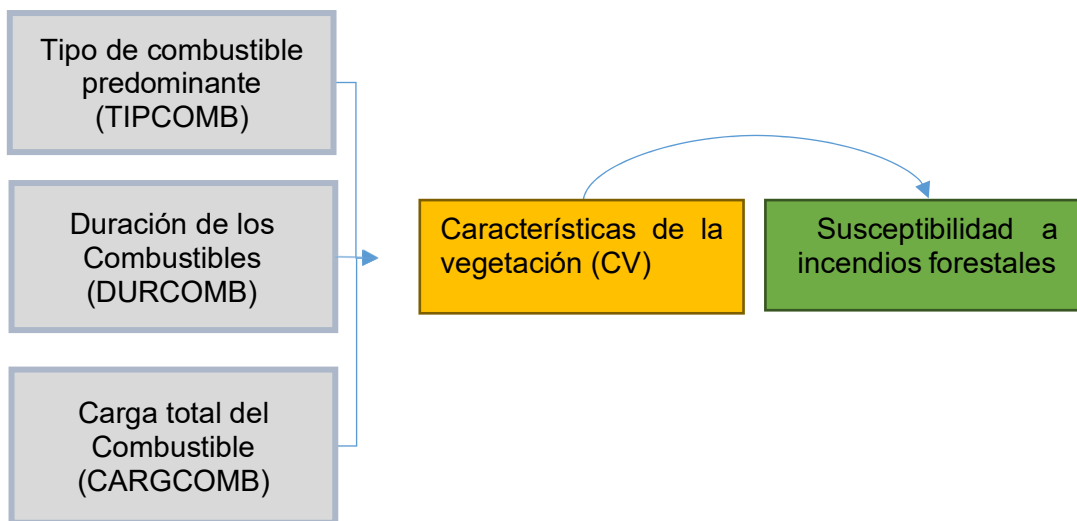 Tipo de combustible
predominante
(TIPCOMB)
Duración de los
Combustibles
(DURCOMB)
Carga total del
Combustible
(CARGCOMB)
Características de la
vegetación (CV)
Susceptibilidad a
incendios forestales